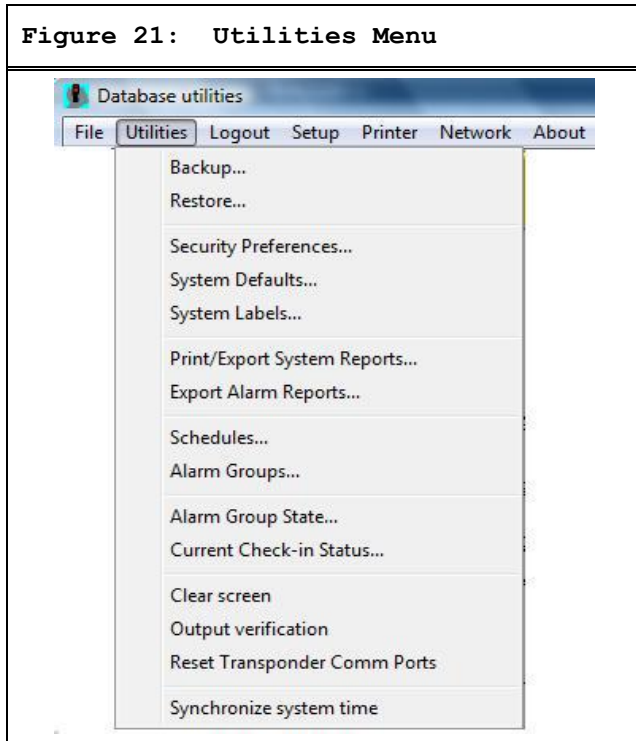 Figure 21: Utilities Menu
Database utilities
File Utilities Logout Setup Printer Network About
Backup...
Restore...
Security Preferences...
System Defaults...
System Labels...
Print/Export System Reports...
Export Alarm Reports...
Schedules...
Alarm Groups...
Alarm Group State...
Current Check-in Status...
Clear screen
Output verification
Reset Transponder Comm Ports
Synchronize system time